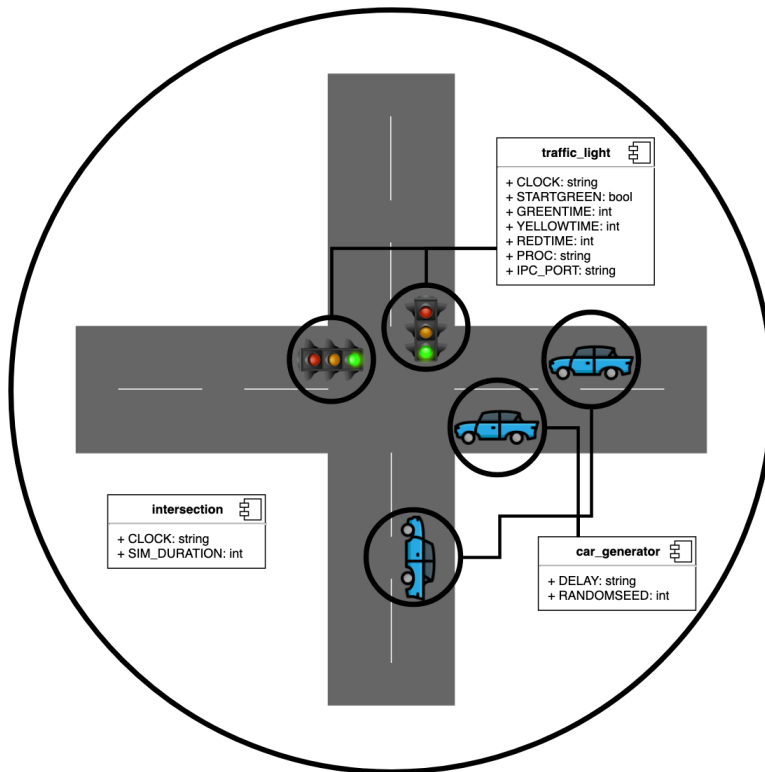 traffic_light
+ CLOCK: string
+ STARTGREEN: bool
+ GREENTIME: int
+ YELLOWTIME: int
+ REDTIME: int
+ PROC: string
+ IPC_PORT: string
intersection
+ CLOCK: string
+ SIM_DURATION: int
car_generator
+ DELAY: string
+ RANDOMSEED: int